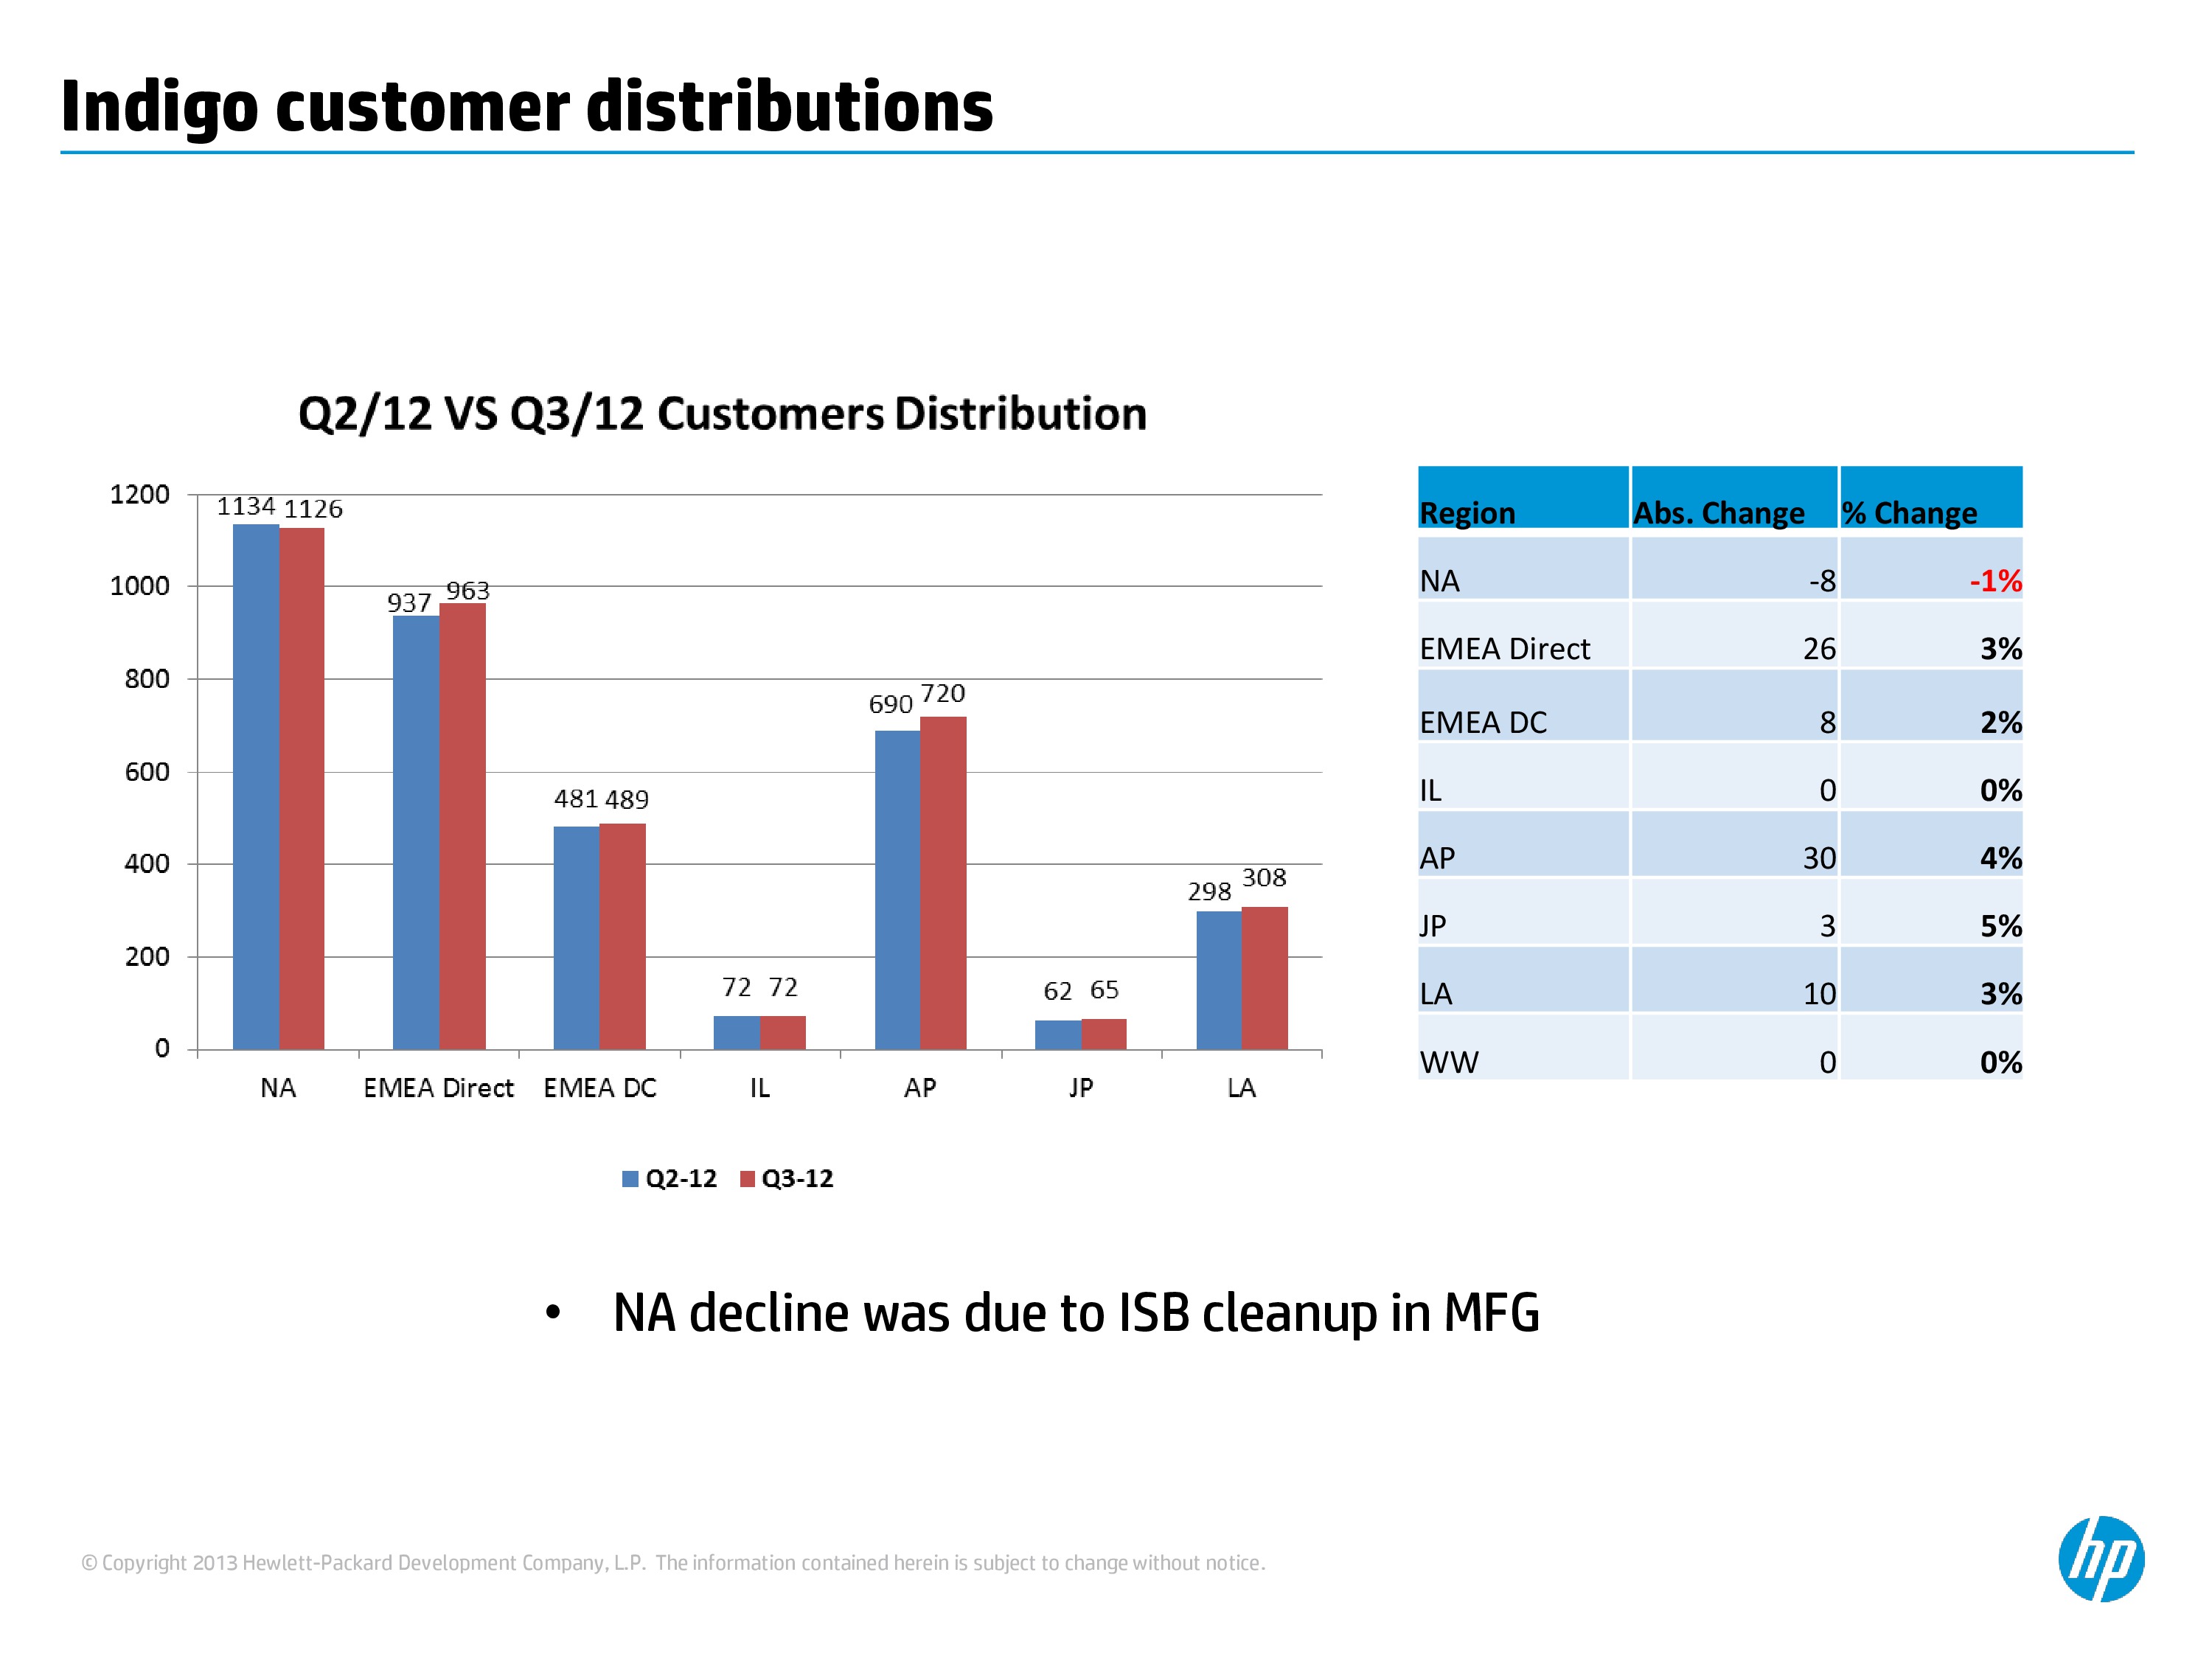 Indigo customer distributions
Q2/12 VS Q3/12 Customers Distribution
1200
1000
800
600
400
200
0
1134 1126
937 963
481 489
72 72
690 720
62 65
298 308
NA EMEA Direct EMEA DC IL AP JP LA
Q2-12 Q3-12
Region Abs. Change % Change
NA -8 -1%
EMEA Direct 26 3%
EMEA DC 8 2%
IL 0 0%
AP 30 4%
JP 3 5%
LA 10 3%
WW 0 0%
• NA decline was due to ISB cleanup in MFG
© Copyright 2013 Hewlett-Packard Development Company, L.P. The information contained herein is subject to change without notice.
hp